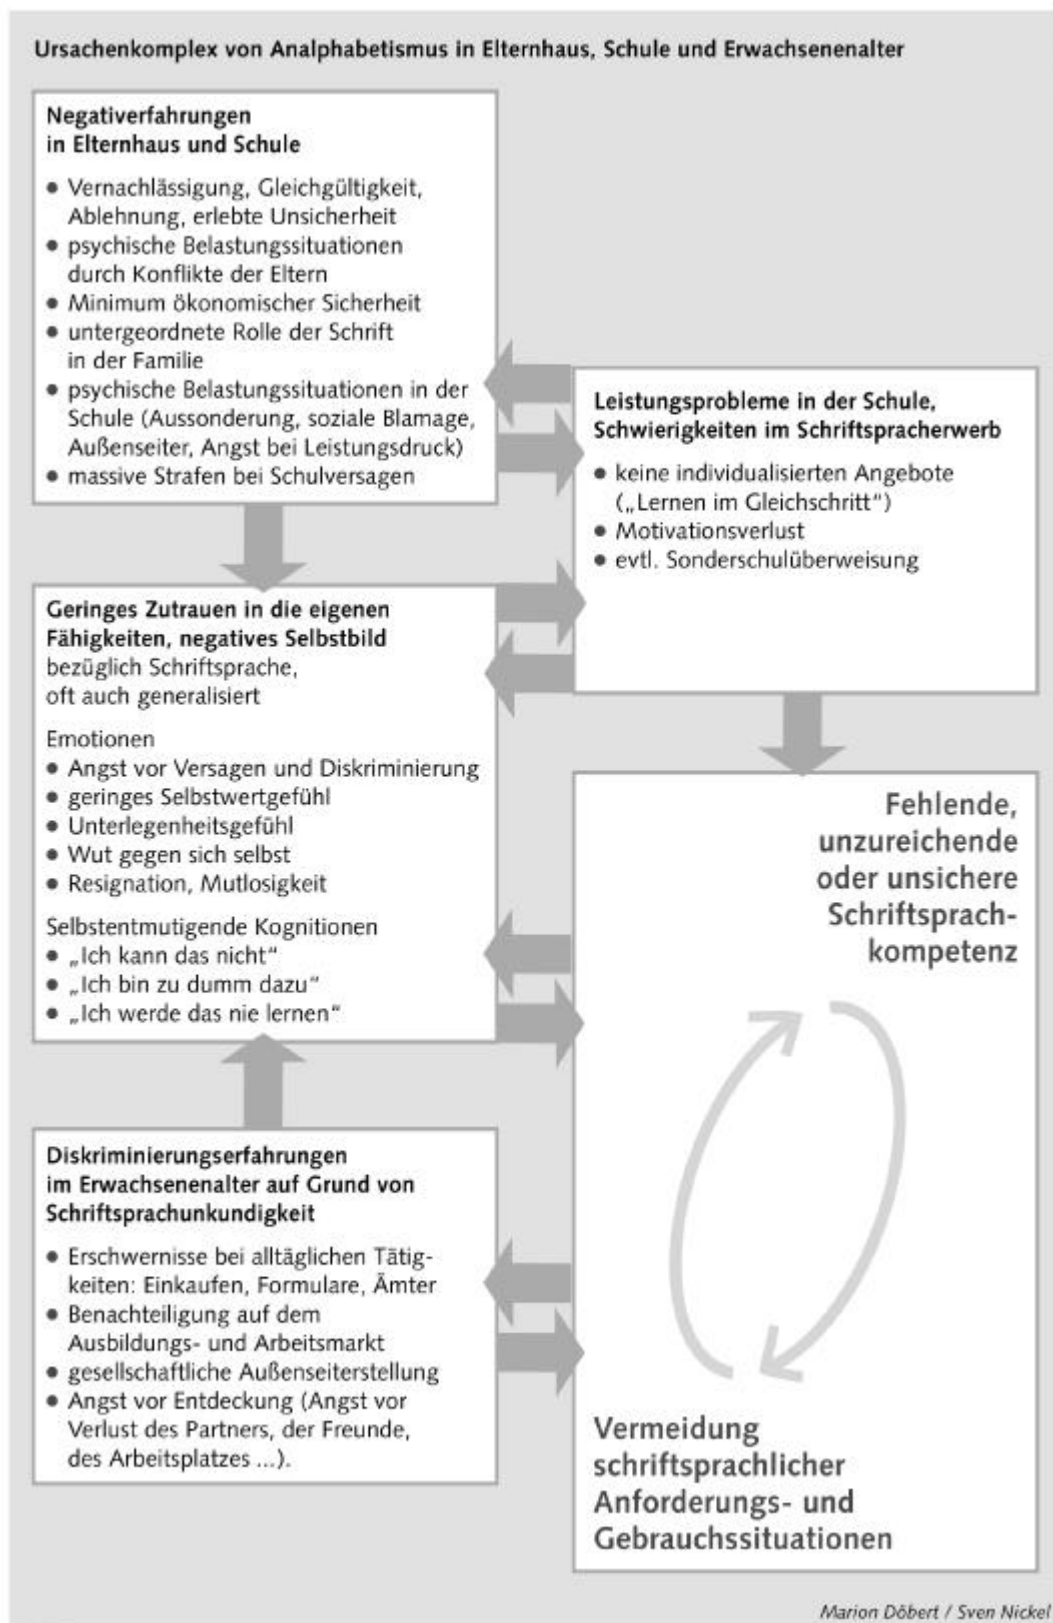 Ursachenkomplex von Analphabetismus in Elternhaus, Schule und Erwachsenenalter
Negativerfahrungen
in Elternhaus und Schule
● Vernachlässigung, Gleichgültigkeit,
Ablehnung, erlebte Unsicherheit
● psychische Belastungssituationen
durch Konflikte der Eltern
● Minimum ökonomischer Sicherheit
● untergeordnete Rolle der Schrift
in der Familie
● psychische Belastungssituationen in der
Schule (Aussonderung, soziale Blamage,
Außenseiter, Angst bei Leistungsdruck)
● massive Strafen bei Schulversagen
Leistungsprobleme in der Schule,
Schwierigkeiten im Schriftspracherwerb
● keine individualisierten Angebote
(„Lernen im Gleichschritt“)
● Motivationsverlust
● evtl. Sonderschulüberweisung
Geringes Zutrauen in die eigenen
Fähigkeiten, negatives Selbstbild
bezüglich Schriftsprache,
oft auch generalisiert
Emotionen
● Angst vor Versagen und Diskriminierung
● geringes Selbstwertgefühl
● Unterlegenheitsgefühl
● Wut gegen sich selbst
● Resignation, Mutlosigkeit
Selbstentmutigende Kognitionen
● „Ich kann das nicht“
● „Ich bin zu dumm dazu“
● „Ich werde das nie lernen“
Fehlende,
unzureichende
oder unsichere
Schriftsprach-
kompetenz
Diskriminierungserfahrungen
im Erwachsenenalter auf Grund von
Schriftsprachunkundigkeit
● Erschwernisse bei alltäglichen Tätig-
keiten: Einkaufen, Formulare, Ämter
● Benachteiligung auf dem
Ausbildungs- und Arbeitsmarkt
● gesellschaftliche Außenseiterstellung
● Angst vor Entdeckung (Angst vor
Verlust des Partners, der Freunde,
des Arbeitsplatzes ...).
Vermeidung
schriftsprachlicher
Anforderungs- und
Gebrauchssituationen
Marion Döbert / Sven Nickel